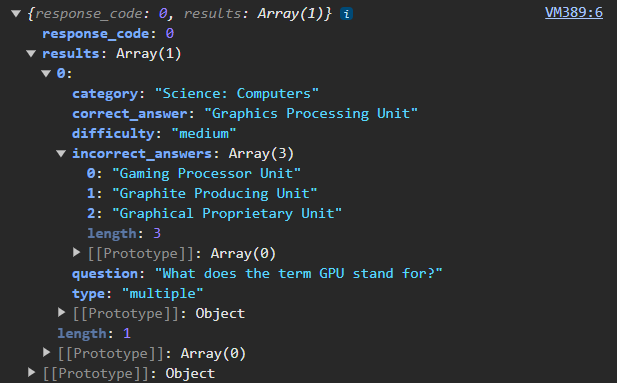 ▼ {response_code: 0, results: Array(1)} i VM389:6
response_code: 0
▼ results: Array(1)
▼ 0:
category: "Science: Computers"
correct_answer: "Graphics Processing Unit"
difficulty: "medium"
▼ incorrect_answers: Array(3)
0: "Gaming Processor Unit"
1: "Graphite Producing Unit"
2: "Graphical Proprietary Unit"
length: 3
▶ [[Prototype]]: Array(0)
question: "What does the term GPU stand for?"
type: "multiple"
▶ [[Prototype]]: Object
length: 1
▶ [[Prototype]]: Array(0)
▶ [[Prototype]]: Object